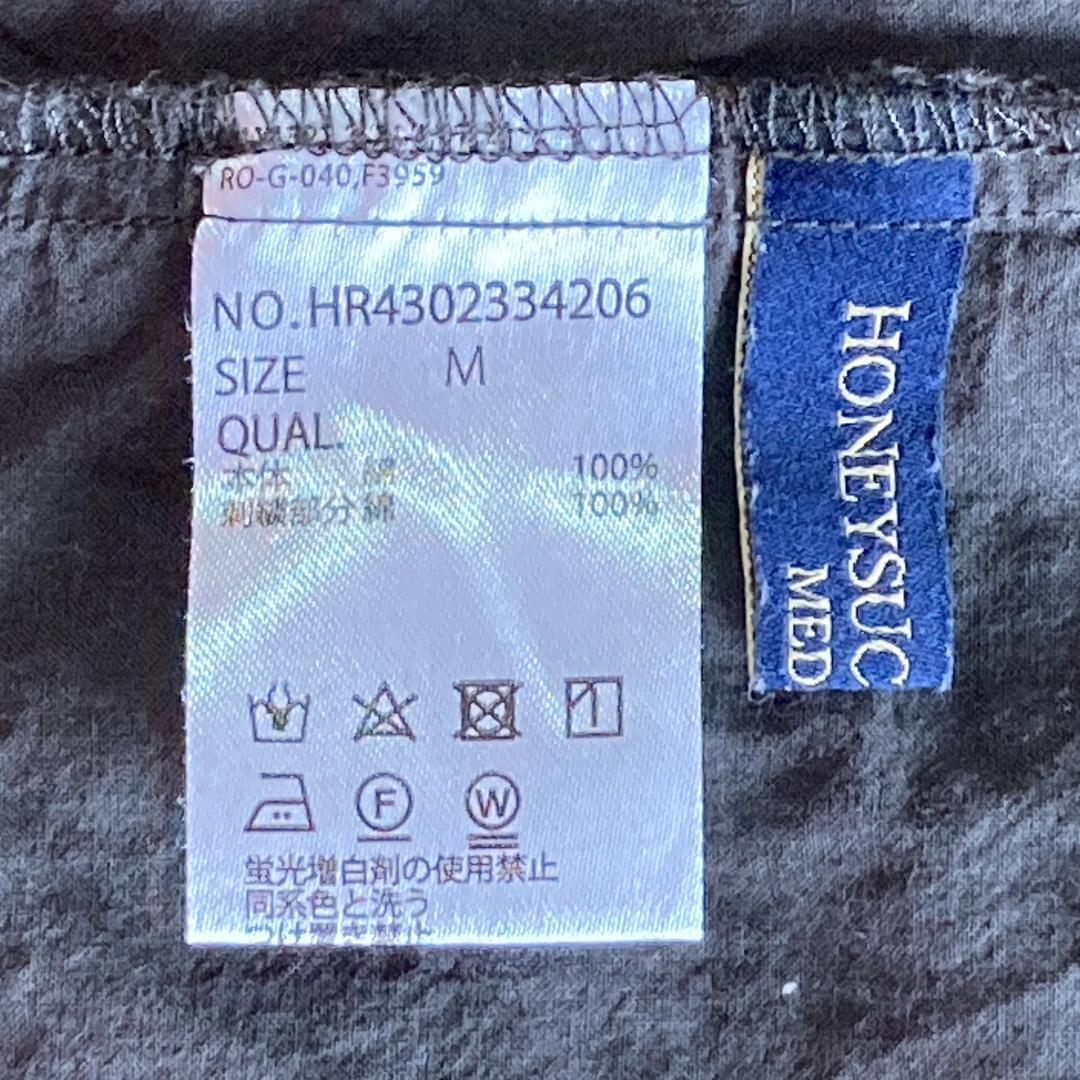 RO-G-040,F3959
NO.HR4302334206
SIZE M
QUAL.
本体 綿 100%
刺繍部分 綿 100%
F W
蛍光増白剤の使用禁止
同系色と洗う
HONEYSUC
MED